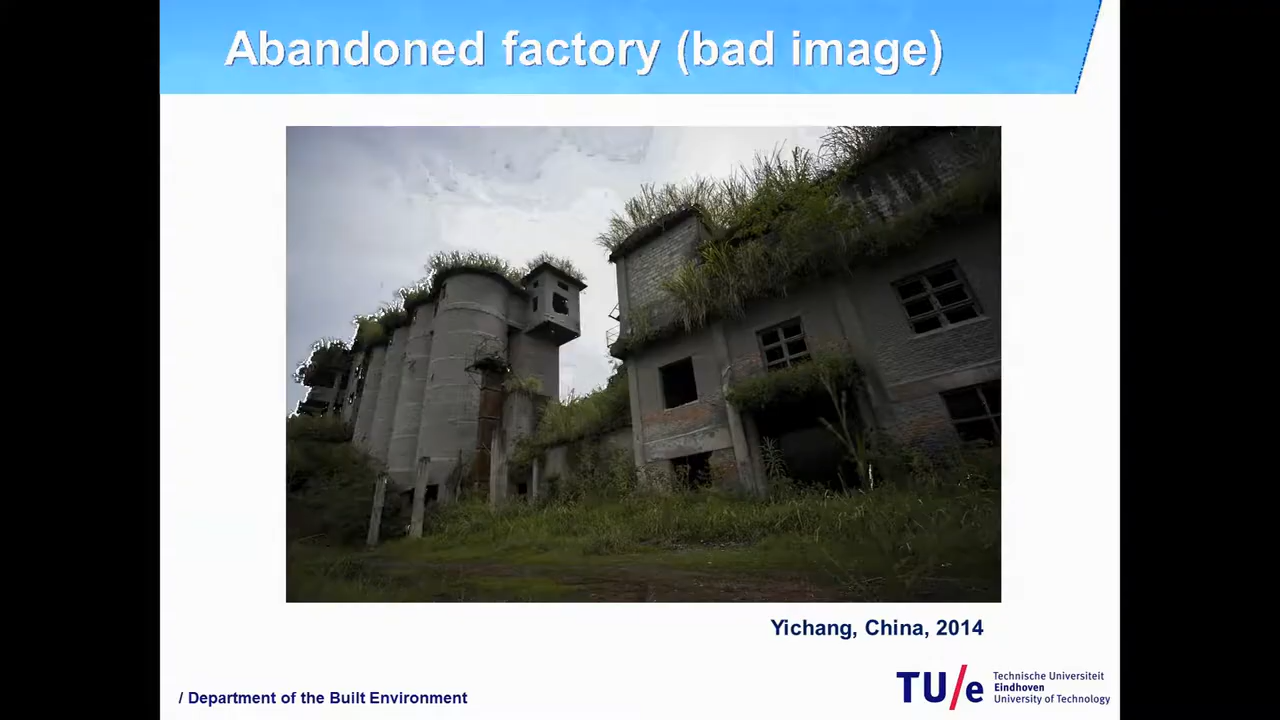 Abandoned factory (bad image)
Yichang, China, 2014
/ Department of the Built Environment
TU/e
Technische Universiteit
Eindhoven
University of Technology